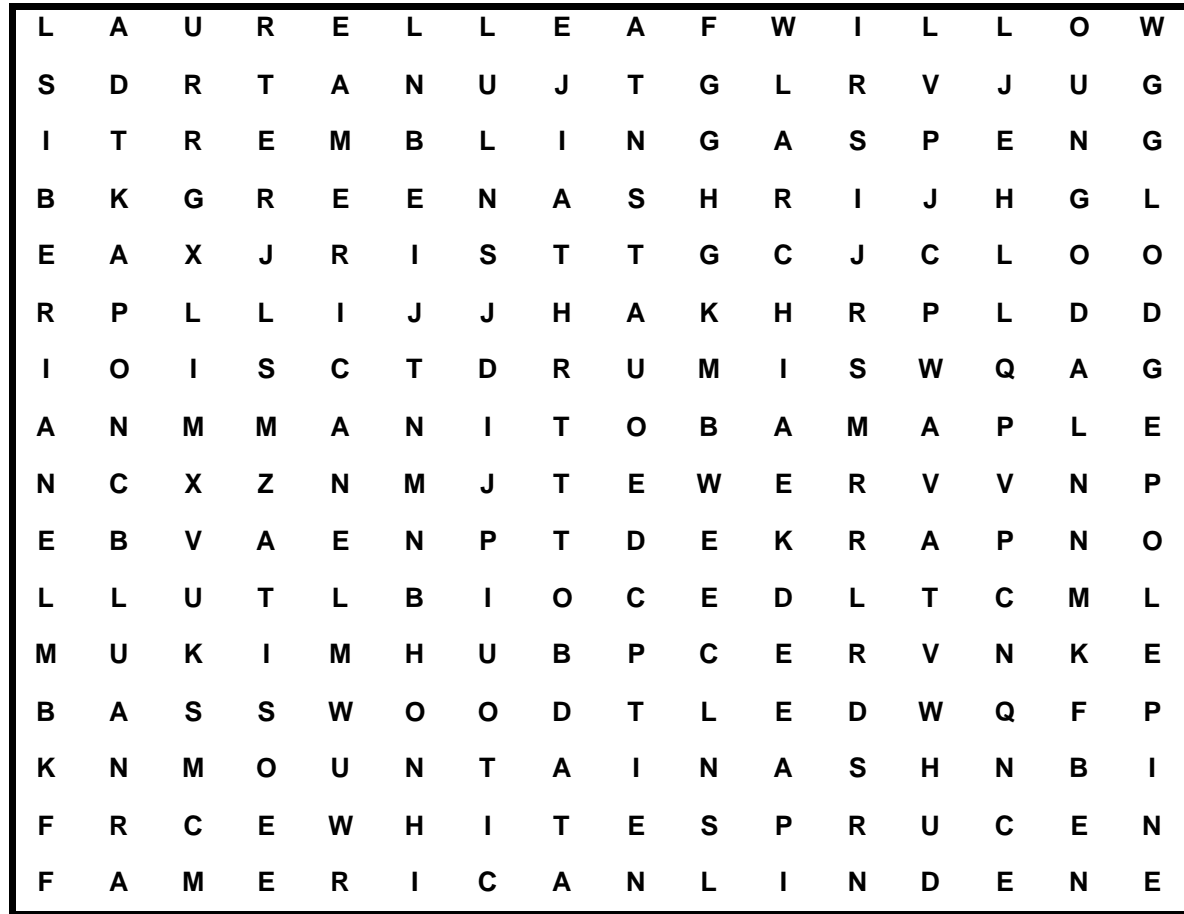 L A U R E L L E A F W I L L O W
S D R T A N U J T G L R V J U G
I T R E M B L I N G A S P E N G
B K G R E E N A S H R I J H G L
E A X J R I S T T G C J C L O O
R P L L I J J H A K H R P L D D
I O I S C T D R U M I S W Q A G
A N M M A N I T O B A M A P L E
N C X Z N M J T E W E R V V N P
E B V A E N P T D E K R A P N O
L L U T L B I O C E D L T C M L
M U K I M H U B P C E R V N K E
B A S S W O O D T L E D W Q F P
K N M O U N T A I N A S H N B I
F R C E W H I T E S P R U C E N
F A M E R I C A N L I N D E N E